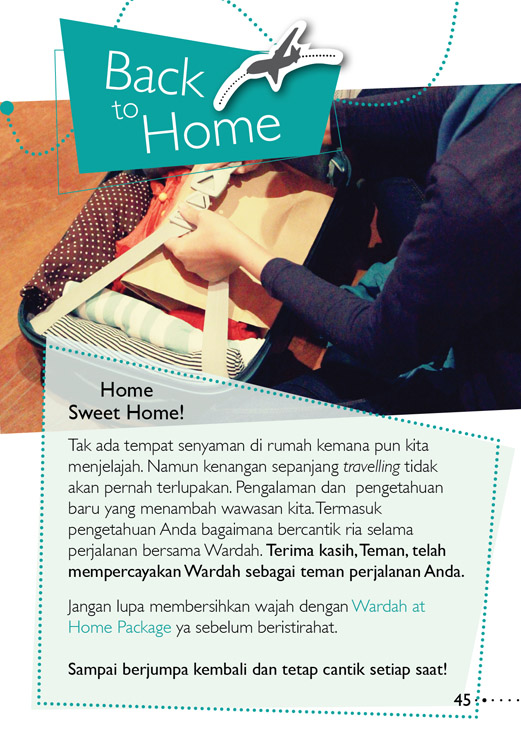 Back
to
Home
Home
Sweet Home!
Tak ada tempat senyaman di rumah kemana pun kita
menjelajah. Namun kenangan sepanjang travelling tidak
akan pernah terlupakan. Pengalaman dan pengetahuan
baru yang menambah wawasan kita.Termasuk
pengetahuan Anda bagaimana bercantik ria selama
perjalanan bersama Wardah. Terima kasih, Teman, telah
mempercayakan Wardah sebagai teman perjalanan Anda.
Jangan lupa membersihkan wajah dengan Wardah at
Home Package ya sebelum beristirahat.
Sampai berjumpa kembali dan tetap cantik setiap saat!
45